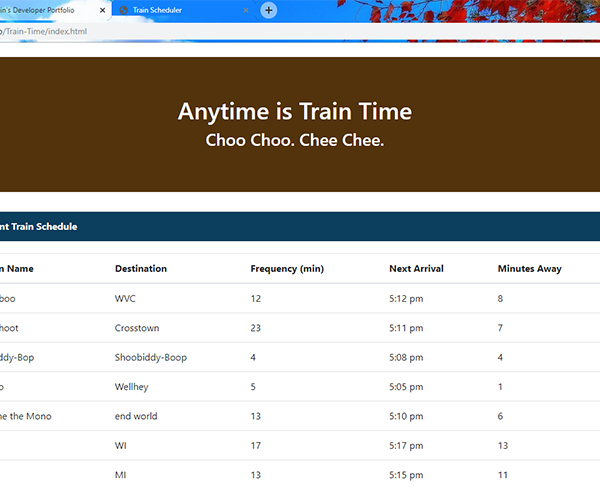 in's Developer Portfolio × Train Scheduler × +
o/Train-Time/index.html
Anytime is Train Time
Choo Choo. Chee Chee.
nt Train Schedule
n Name Destination Frequency (min) Next Arrival Minutes Away
boo WVC 12 5:12 pm 8
hoot Crosstown 23 5:11 pm 7
ddy-Bop Shoobiddy-Boop 4 5:08 pm 4
o Wellhey 5 5:05 pm 1
ne the Mono end world 13 5:10 pm 6
WI 17 5:17 pm 13
MI 13 5:15 pm 11